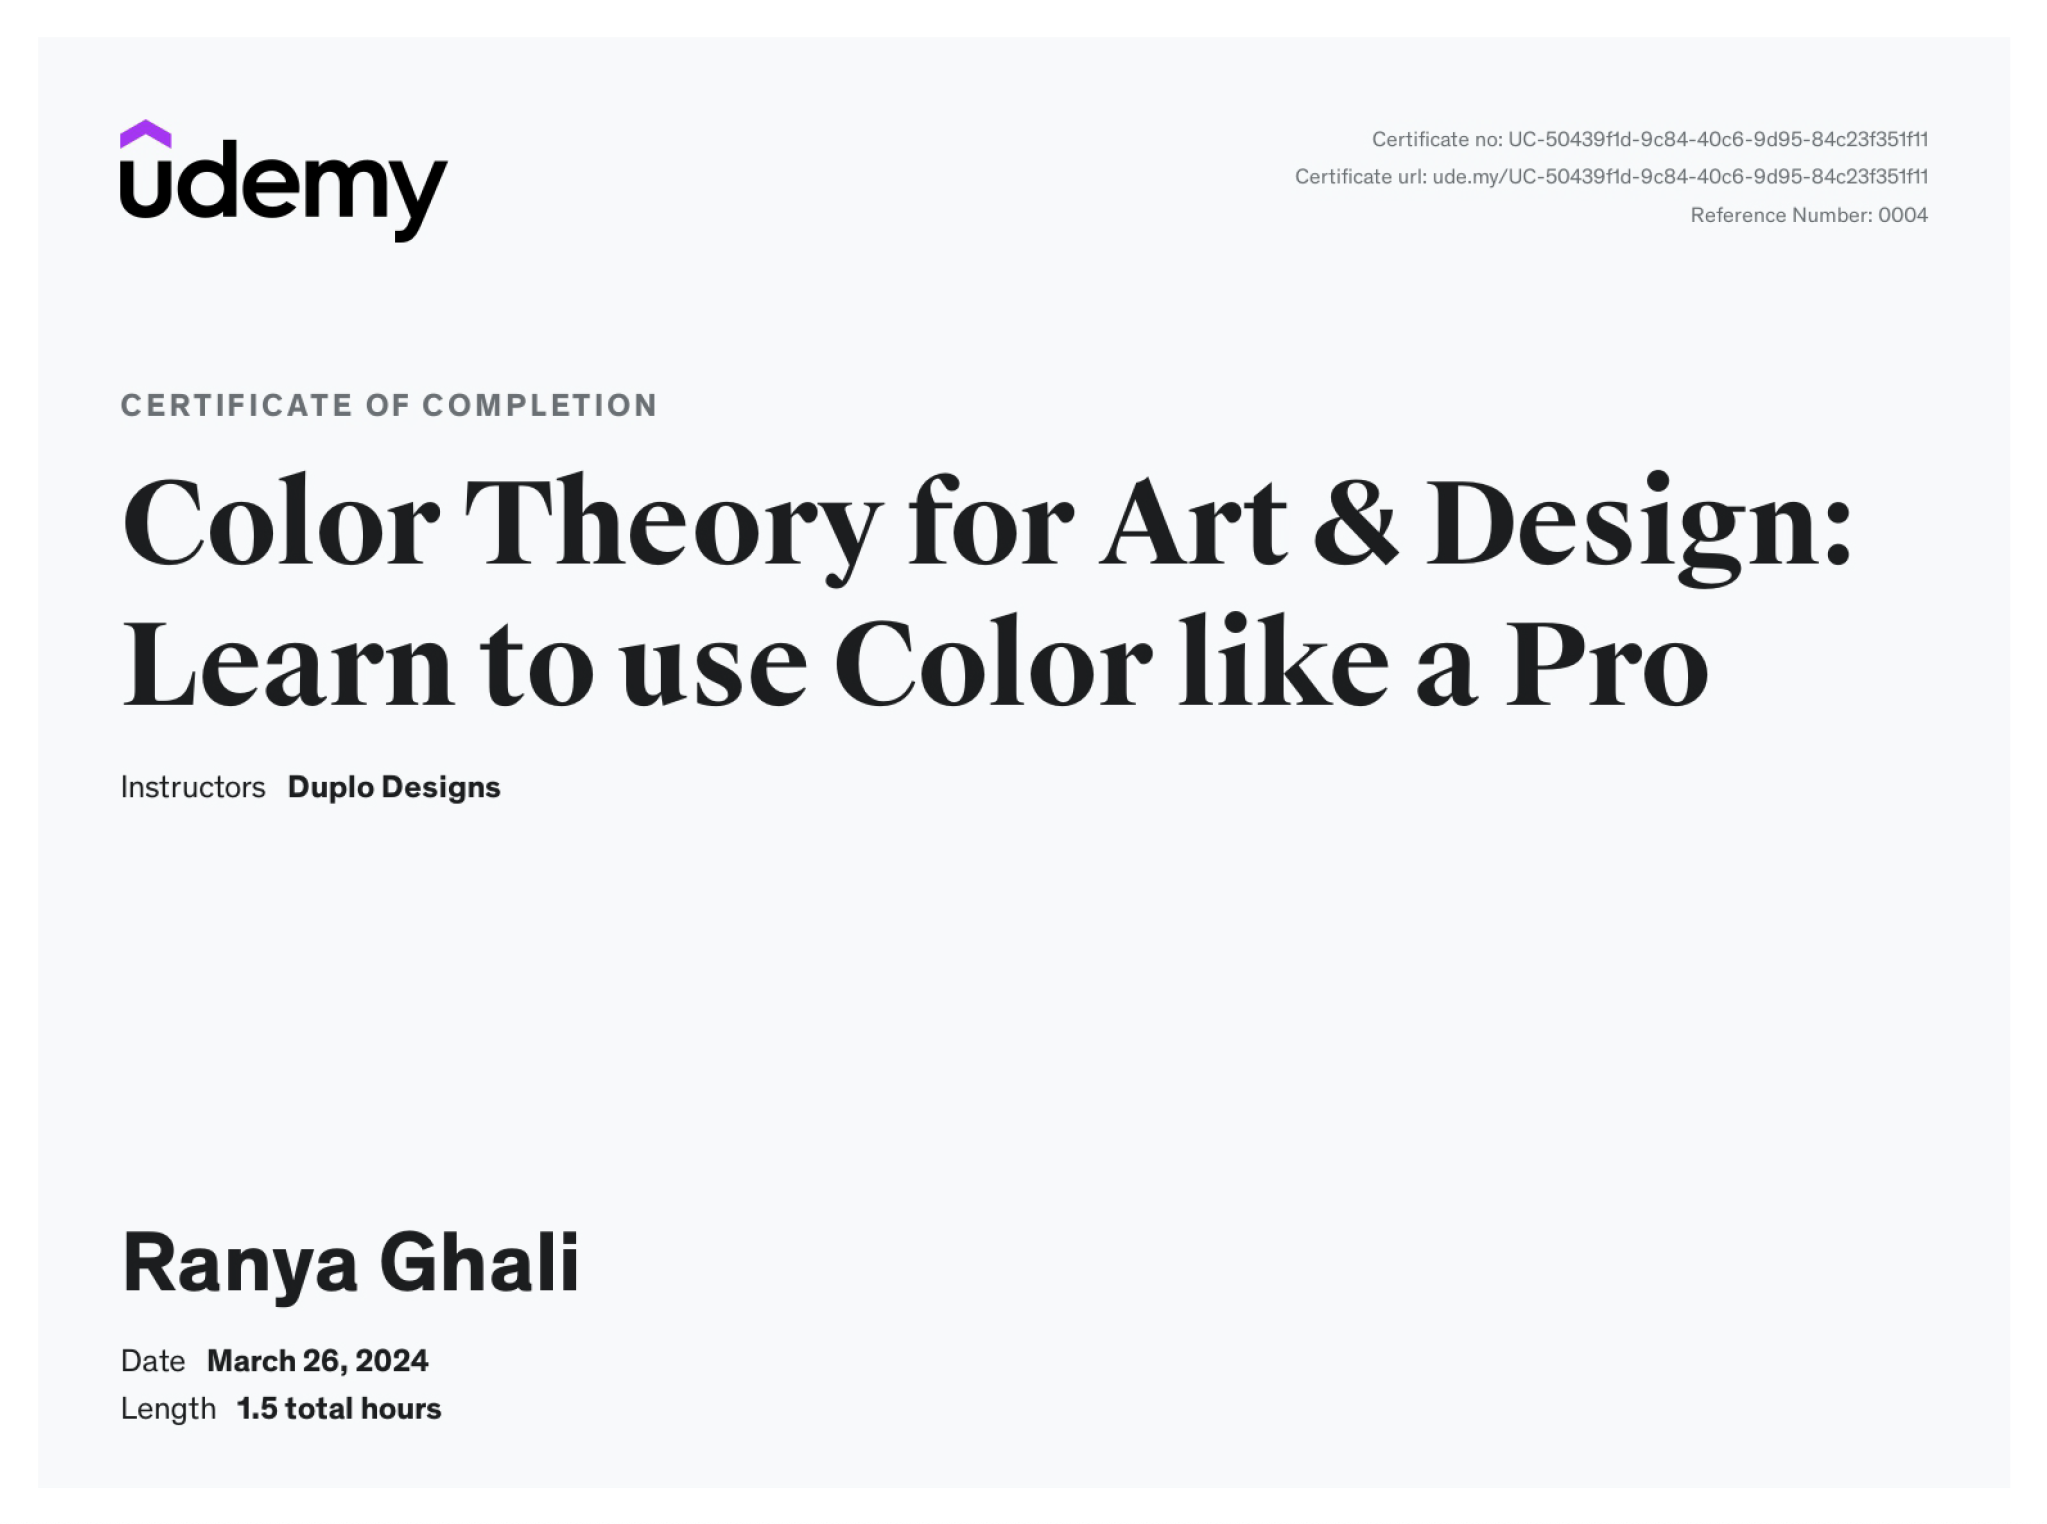 udemy
Certificate no: UC-50439f1d-9c84-40c6-9d95-84c23f351f11
Certificate url: ude.my/UC-50439f1d-9c84-40c6-9d95-84c23f351f11
Reference Number: 0004
CERTIFICATE OF COMPLETION
Color Theory for Art & Design:
Learn to use Color like a Pro
Instructors Duplo Designs
Ranya Ghali
Date March 26, 2024
Length 1.5 total hours